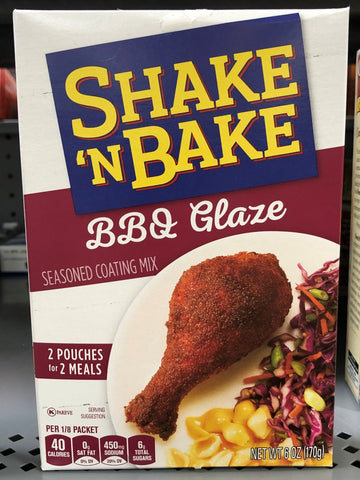 SHAKE
'N BAKE
BBQ Glaze
SEASONED COATING MIX
2 POUCHES
for 2 MEALS
K PAREVE
SERVING
SUGGESTION
PER 1/8 PACKET
40
CALORIES
0g
SAT FAT
0% DV
450mg
SODIUM
20% DV
6g
TOTAL
SUGARS
NET WT 6 OZ (170g)